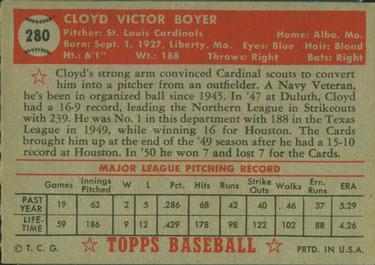 280
CLOYD VICTOR BOYER
Pitcher: St. Louis Cardinals Home: Alba, Mo.
Born: Sept. 1, 1927, Liberty, Mo. Eyes: Blue Hair: Blond
Ht.: 6'1" Wt.: 188 Throws: Right Bats: Right
Cloyd's strong arm convinced Cardinal scouts to convert
him into a pitcher from an outfielder. A Navy Veteran,
he's been in organized ball since 1945. In '47 at Duluth, Cloyd
had a 16-9 record, leading the Northern League in Strikeouts
with 239. He was No. 1 in this department with 188 in the Texas
League in 1949, while winning 16 for Houston. The Cards
brought him up at the end of the '49 season after he had a 15-10
record at Houston. In '50 he won 7 and lost 7 for the Cards.
MAJOR LEAGUE PITCHING RECORD
Games Innings Pitched W L Pct. Hits Runs Strike Outs Walks Ern. Runs ERA
PAST YEAR 19 63 2 5 .286 68 42 40 46 37 5.29
LIFE-TIME 59 186 9 12 .429 178 98 122 102
© T. C. G. TOPPS BASEBALL PRTD. IN U.S.A.